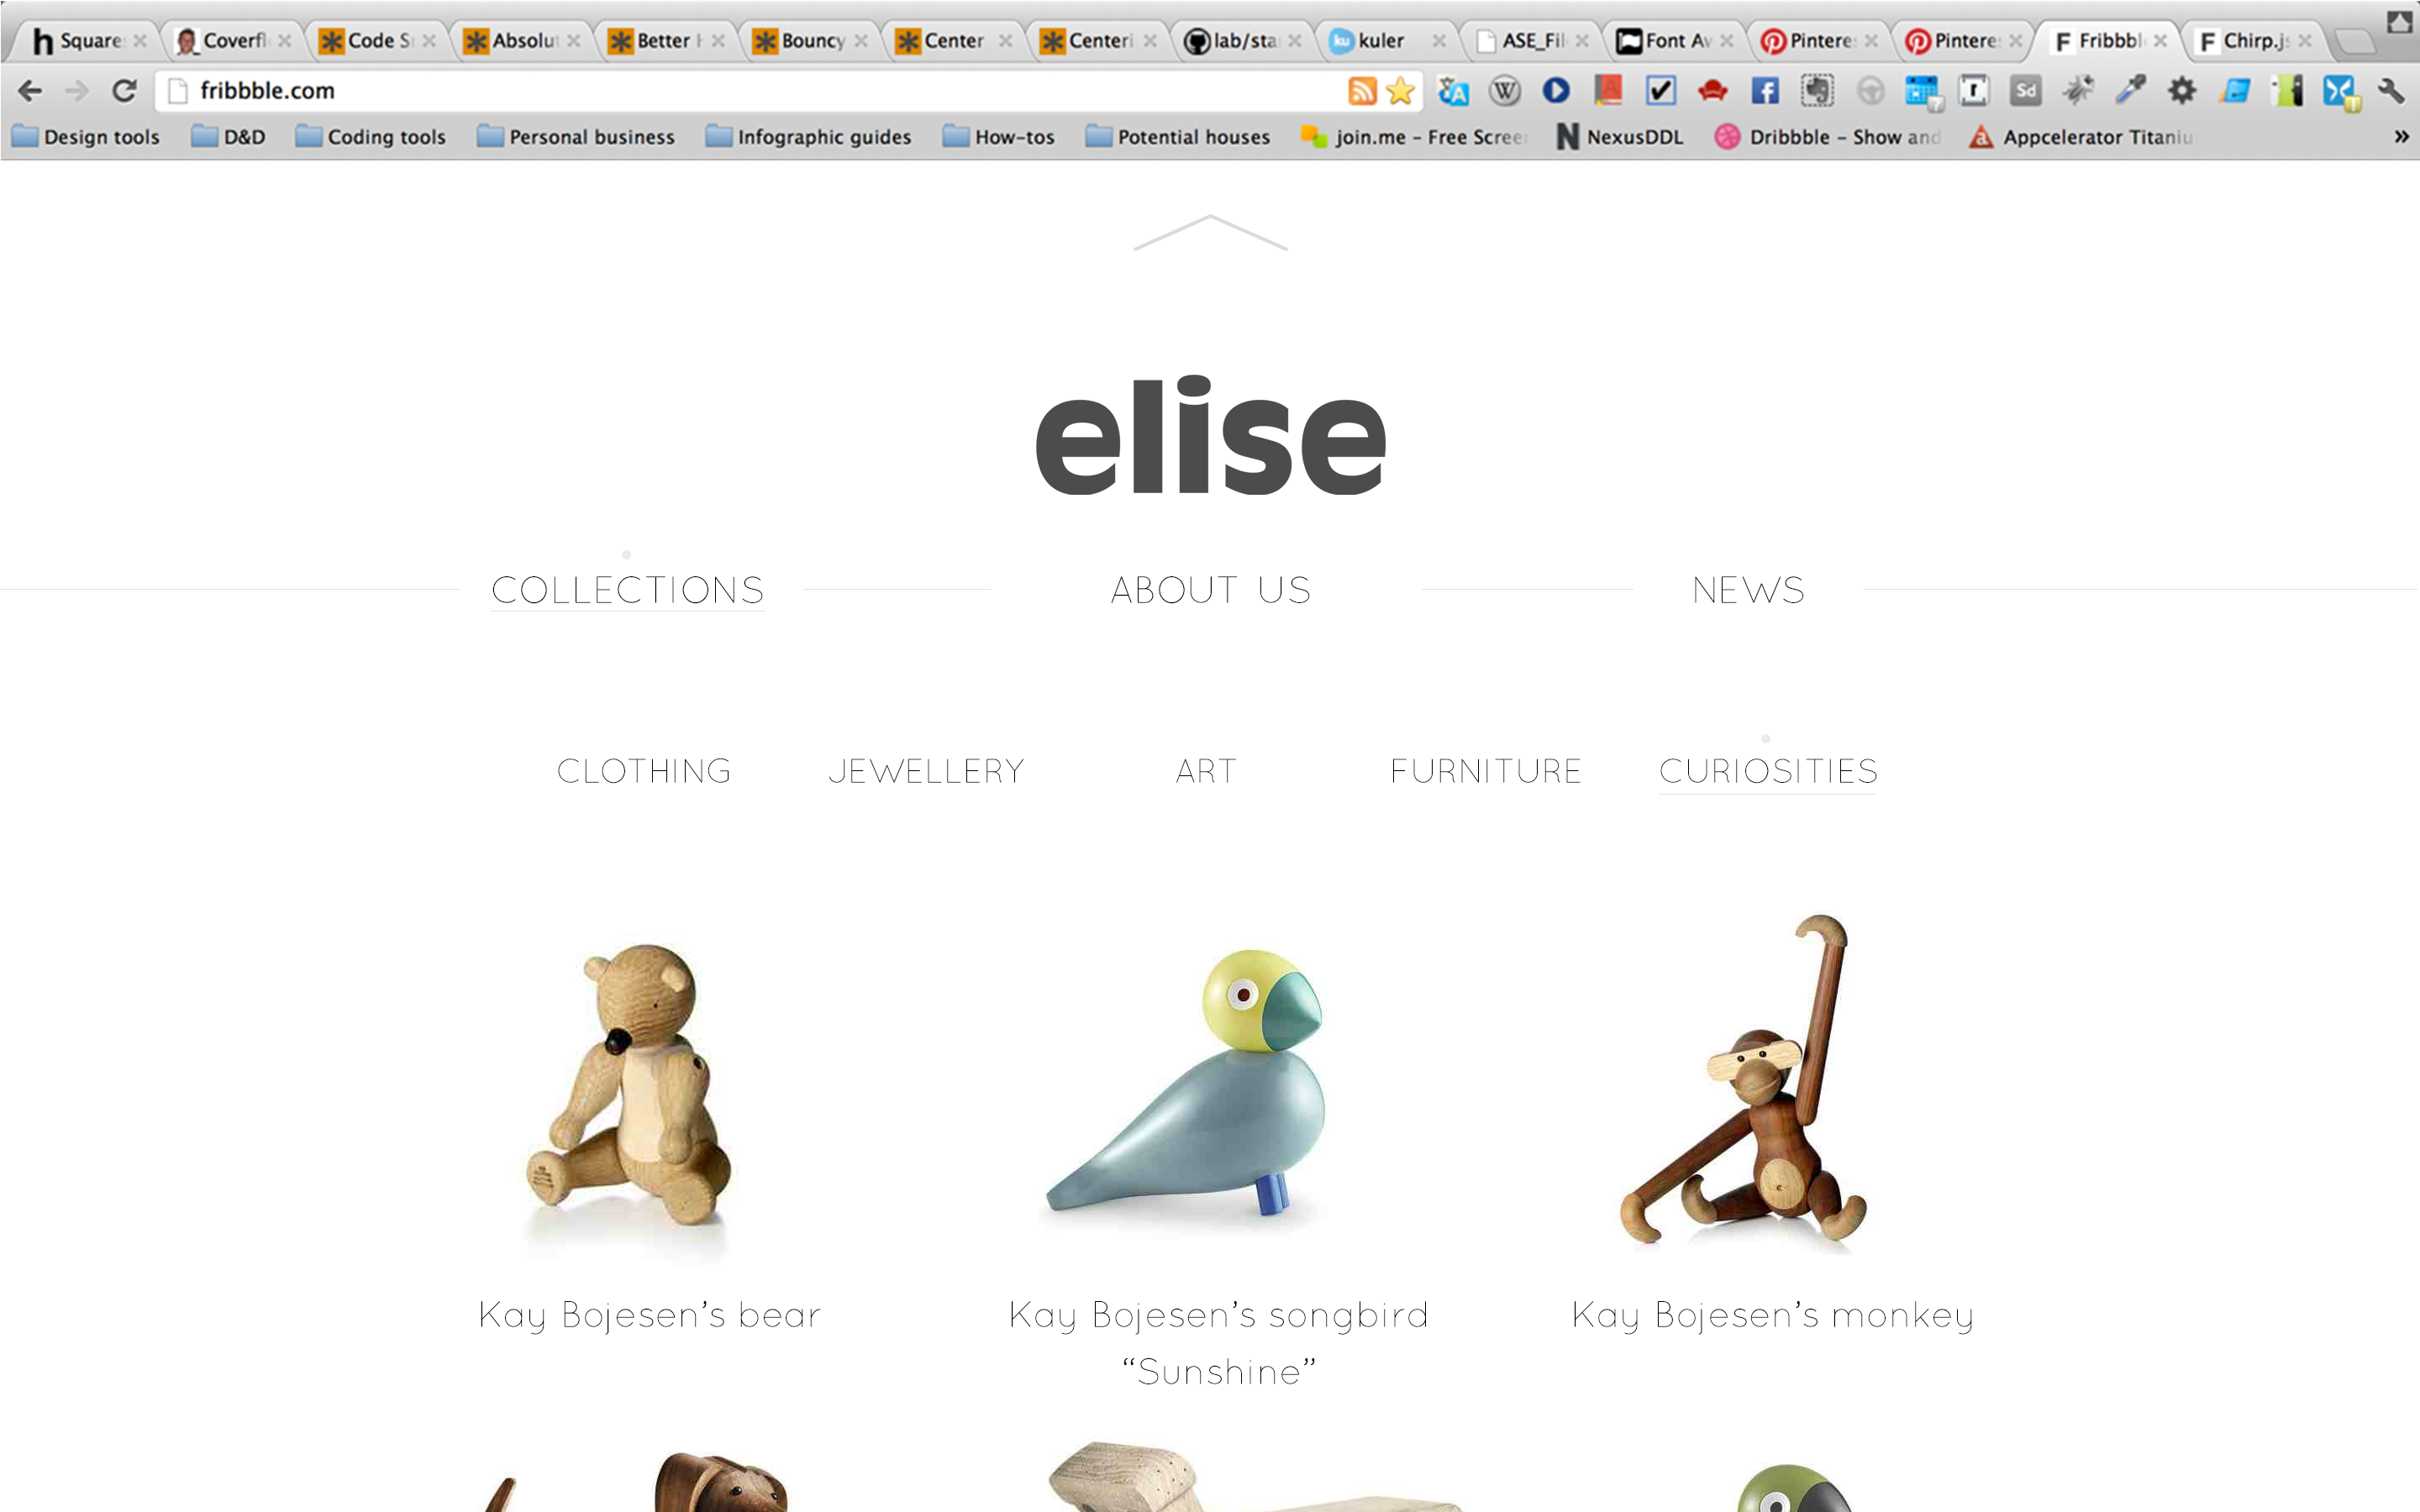 Square
Coverfl
Code S
Absolut
Better
Bouncy
Center
Centeri
lab/sta
ku kuler
ASE_Fil
Font Av
Pintere
Pintere
F Fribbbl
F Chirp.js
fribbble.com
Design tools
D&D
Coding tools
Personal business
Infographic guides
How-tos
Potential houses
join.me – Free Screen
NexusDDL
Dribbble – Show and
Appcelerator Titaniu
elise
COLLECTIONS
ABOUT US
NEWS
CLOTHING
JEWELLERY
ART
FURNITURE
CURIOSITIES
Kay Bojesen’s bear
Kay Bojesen’s songbird
“Sunshine”
Kay Bojesen’s monkey